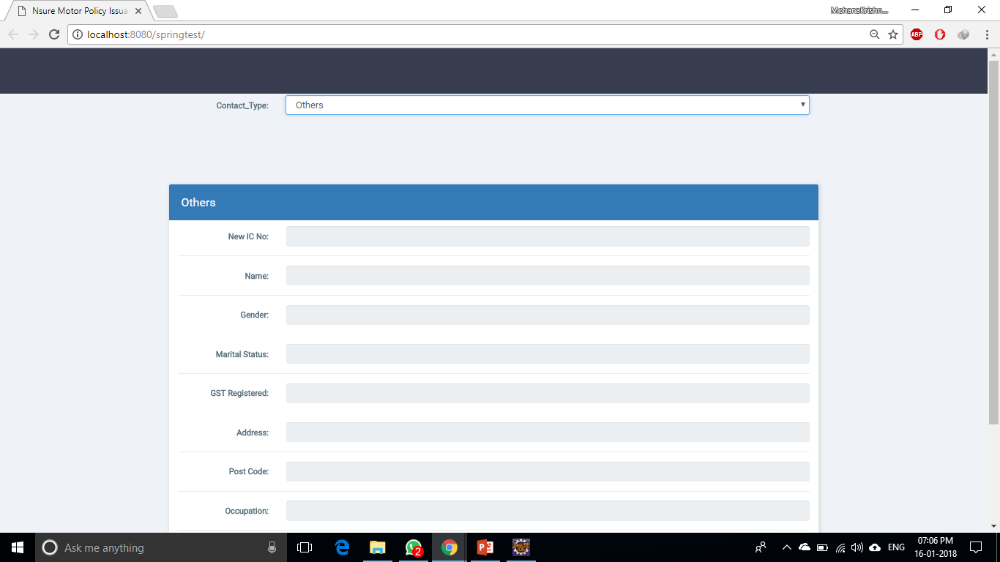 Nsure Motor Policy Issua
MohanaKrishn...
localhost:8080/springtest/
ABP
Contact_Type:
Others
Others
New IC No:
Name:
Gender:
Marital Status:
GST Registered:
Address:
Post Code:
Occupation:
Ask me anything
2
ENG
07:06 PM
16-01-2018